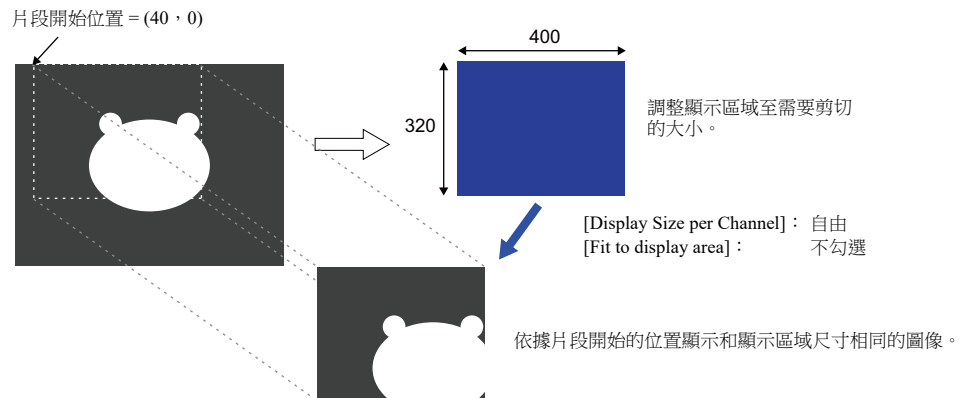 片段開始位置 = (40，0)
400
320
調整顯示區域至需要剪切
的大小。
[Display Size per Channel]： 自由
[Fit to display area]： 不勾選
依據片段開始的位置顯示和顯示區域尺寸相同的圖像。